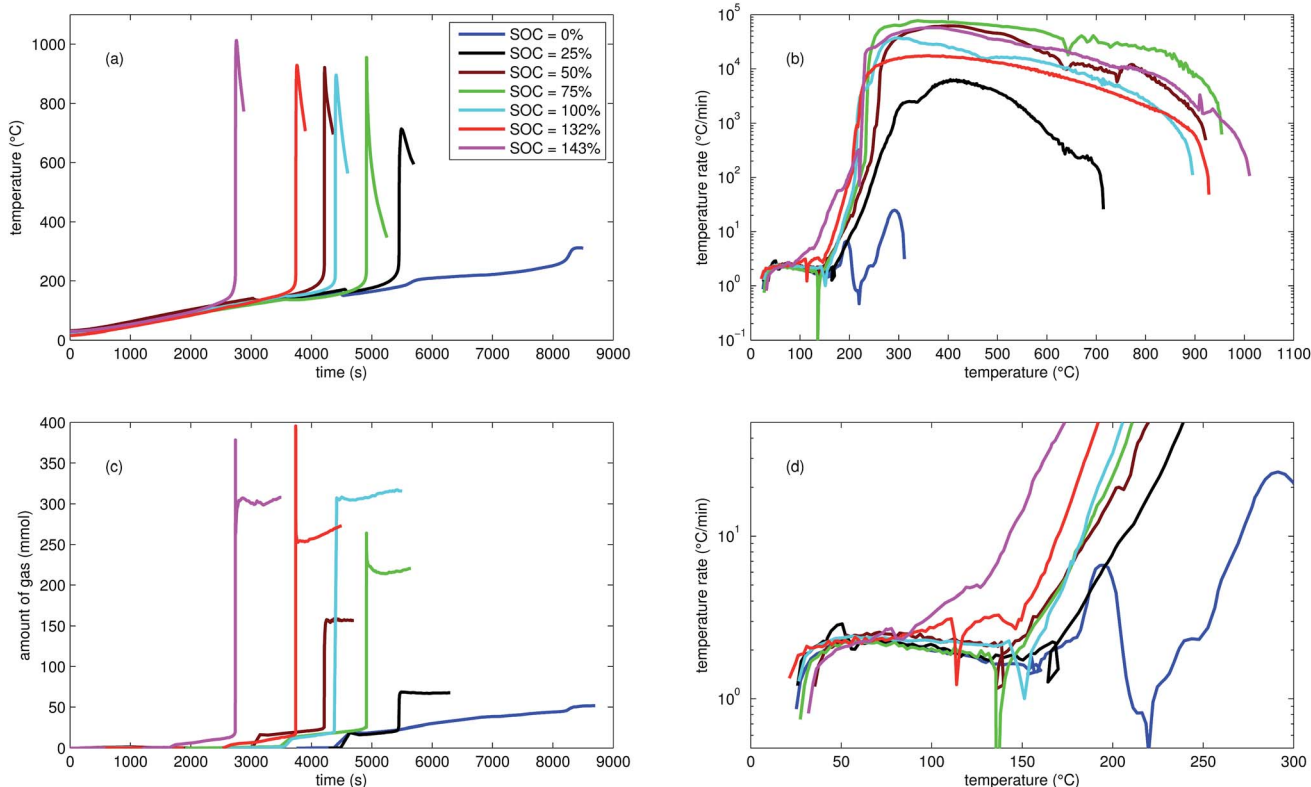 (a)
SOC = 0%
SOC = 25%
SOC = 50%
SOC = 75%
SOC = 100%
SOC = 132%
SOC = 143%
temperature (°C)
1000
800
600
400
200
0
0 1000 2000 3000 4000 5000 6000 7000 8000 9000
time (s)
(b)
temperature rate (°C/min)
10^5
10^4
10^3
10^2
10^1
10^0
10^-1
0 100 200 300 400 500 600 700 800 900 1000 1100
temperature (°C)
(c)
amount of gas (mmol)
400
350
300
250
200
150
100
50
0
0 1000 2000 3000 4000 5000 6000 7000 8000 9000
time (s)
(d)
temperature rate (°C/min)
10^1
10^0
0 50 100 150 200 250 300
temperature (°C)